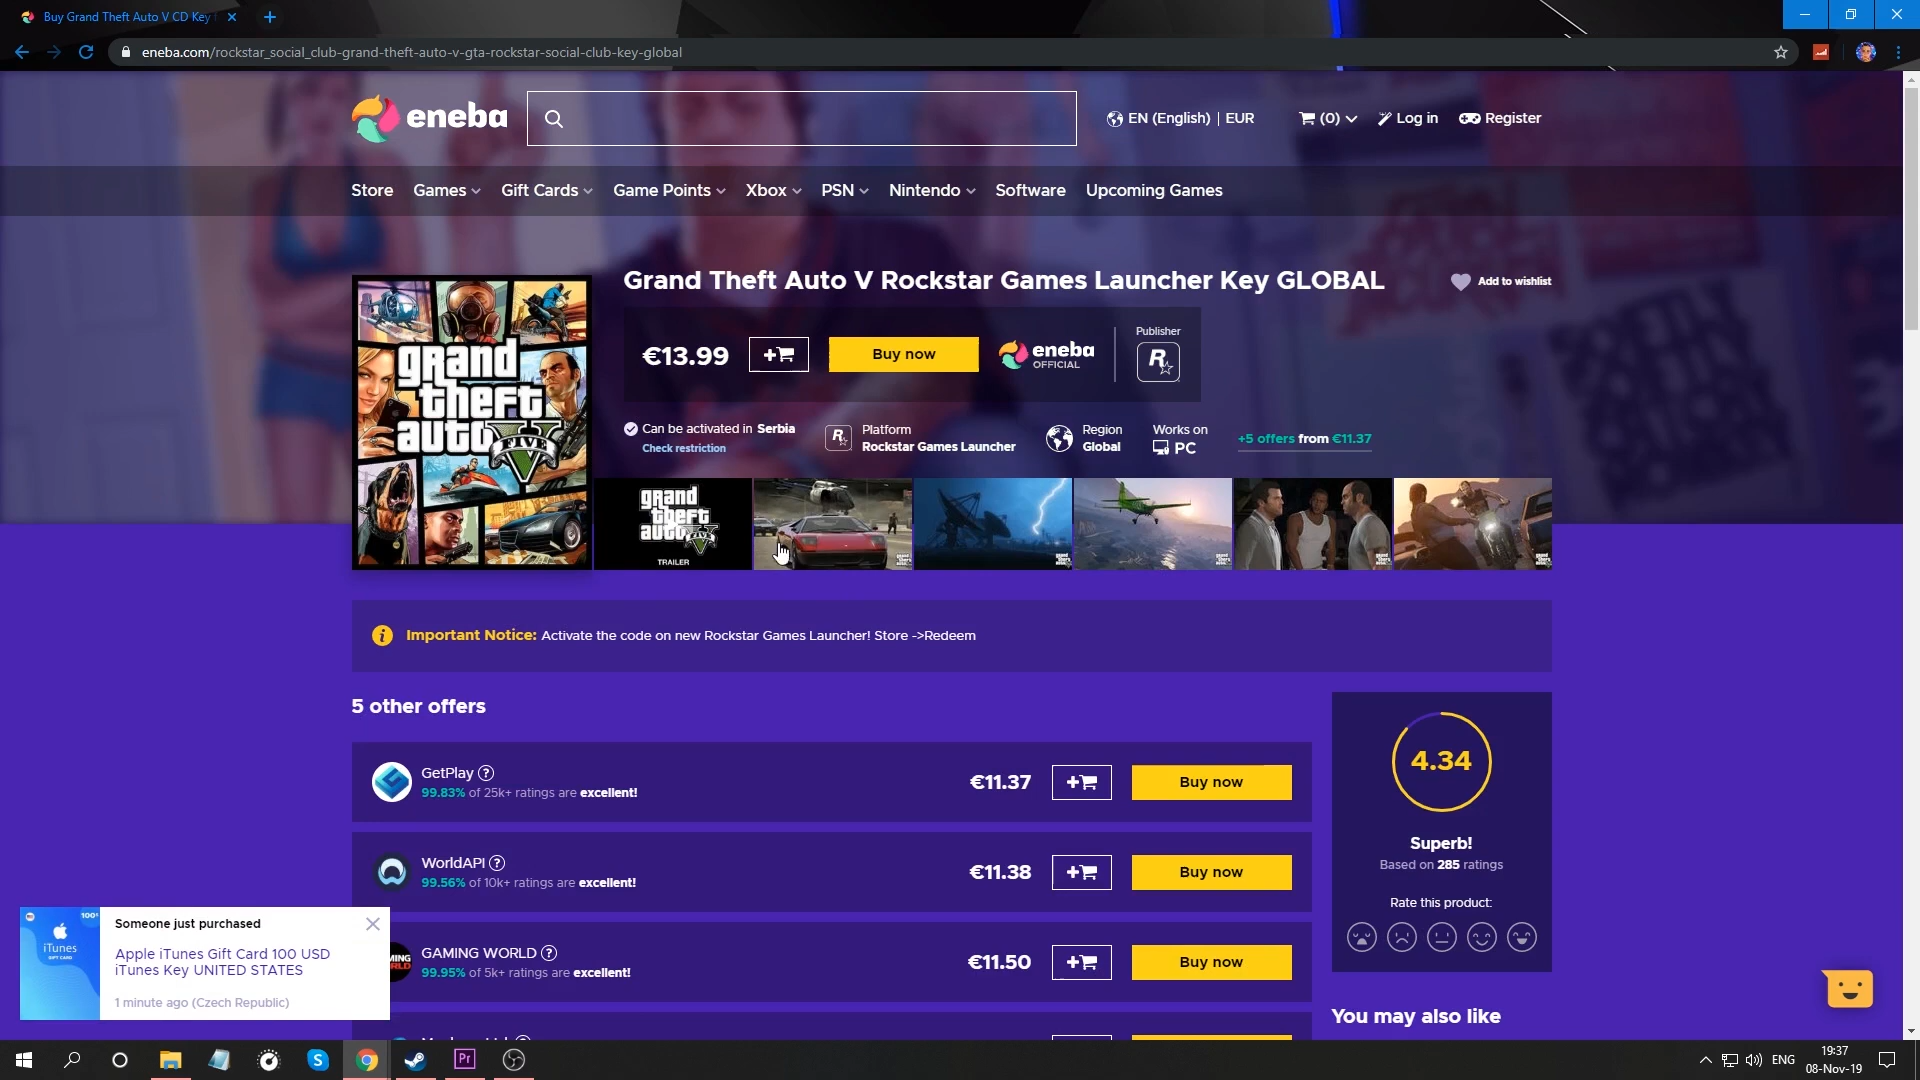 Buy Grand Theft Auto V CD Key
eneba.com/rockstar_social_club-grand-theft-auto-v-gta-rockstar-social-club-key-global
eneba
EN (English) | EUR
(0)
Log in
Register
Store
Games
Gift Cards
Game Points
Xbox
PSN
Nintendo
Software
Upcoming Games
grand
theft
auto V
FIVE
Grand Theft Auto V Rockstar Games Launcher Key GLOBAL
Add to wishlist
€13.99
+
Buy now
eneba
OFFICIAL
Publisher
R
Can be activated in Serbia
Check restriction
R
Platform
Rockstar Games Launcher
Region
Global
Works on
PC
+5 offers from €11.37
grand
theft
auto V
TRAILER
i Important Notice: Activate the code on new Rockstar Games Launcher! Store ->Redeem
5 other offers
GetPlay ?
99.83% of 25k+ ratings are excellent!
€11.37
+
Buy now
WorldAPI ?
99.56% of 10k+ ratings are excellent!
€11.38
+
Buy now
GAMING WORLD ?
99.95% of 5k+ ratings are excellent!
€11.50
+
Buy now
4.34
Superb!
Based on 285 ratings
Rate this product:
You may also like
100
iTunes
GIFT CARD
Someone just purchased
Apple iTunes Gift Card 100 USD
iTunes Key UNITED STATES
1 minute ago (Czech Republic)
Pr
ENG
19:37
08-Nov-19